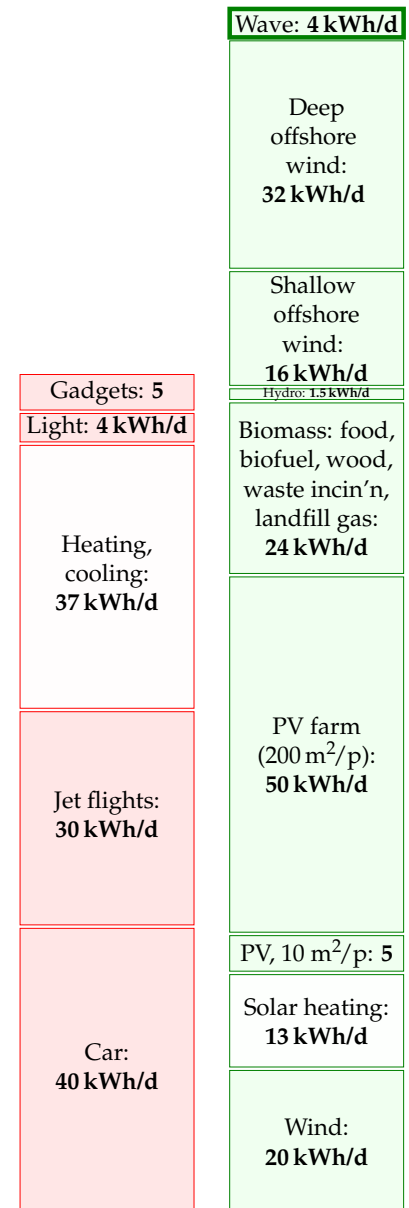 Wave: 4 kWh/d
Deep
offshore
wind:
32 kWh/d
Shallow
offshore
wind:
16 kWh/d
Hydro: 1.5 kWh/d
Biomass: food,
biofuel, wood,
waste incin’n,
landfill gas:
24 kWh/d
PV farm
(200 m²/p):
50 kWh/d
PV, 10 m²/p: 5
Solar heating:
13 kWh/d
Wind:
20 kWh/d
Gadgets: 5
Light: 4 kWh/d
Heating,
cooling:
37 kWh/d
Jet flights:
30 kWh/d
Car:
40 kWh/d